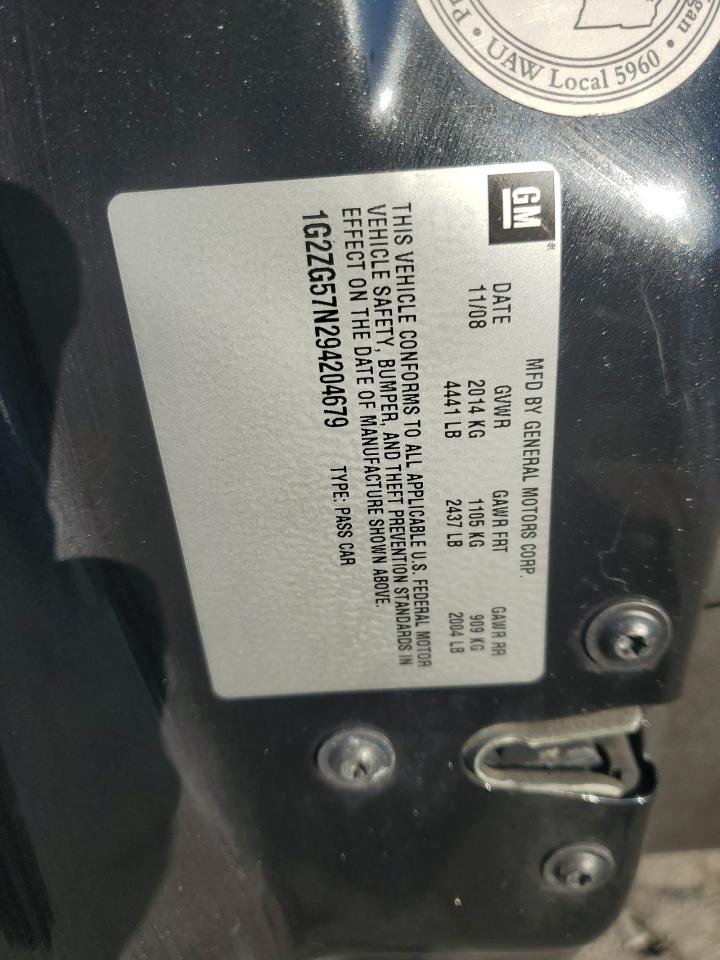 UAW Local 5960
GM
MFD BY GENERAL MOTORS CORP.
DATE GVWR GAWR FRT GAWR RR
11/08 2014 KG 1105 KG 909 KG
4441 LB 2437 LB 2004 LB
THIS VEHICLE CONFORMS TO ALL APPLICABLE U.S. FEDERAL MOTOR
VEHICLE SAFETY, BUMPER, AND THEFT PREVENTION STANDARDS IN
EFFECT ON THE DATE OF MANUFACTURE SHOWN ABOVE.
1G2ZG57N294204679 TYPE: PASS CAR